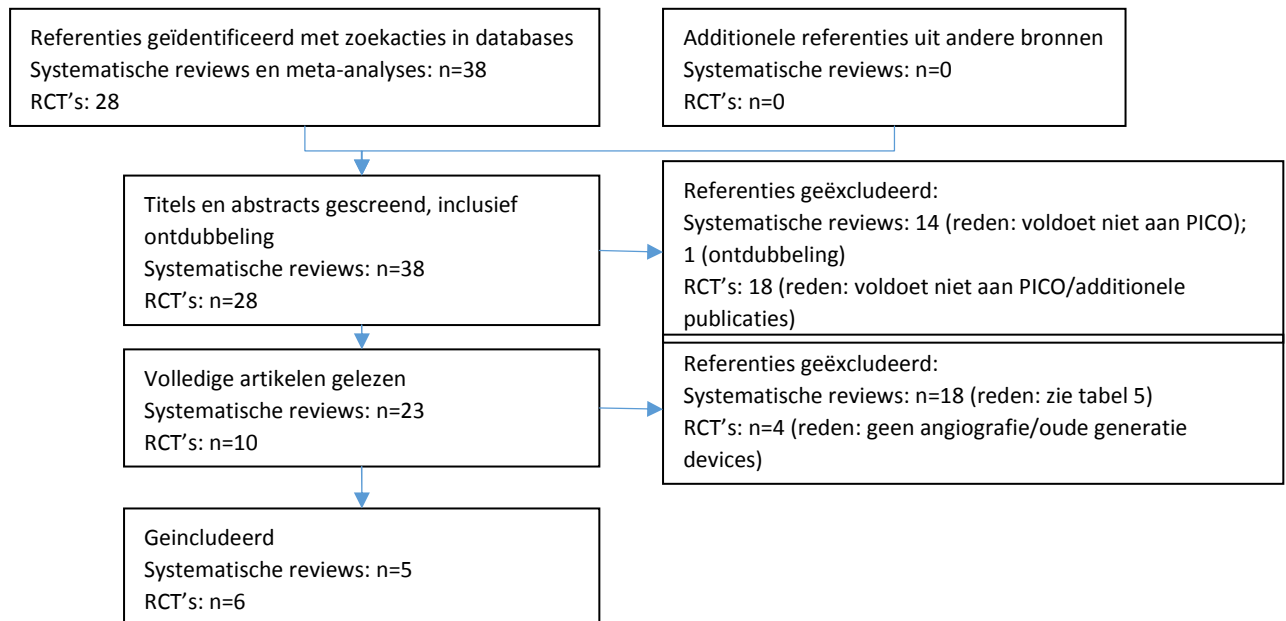 Referenties geïdentificeerd met zoekacties in databases
Systematische reviews en meta-analyses: n=38
RCT’s: 28
Additionele referenties uit andere bronnen
Systematische reviews: n=0
RCT’s: n=0
Titels en abstracts gescreend, inclusief
ontdubbeling
Systematische reviews: n=38
RCT’s: n=28
Referenties geëxcludeerd:
Systematische reviews: 14 (reden: voldoet niet aan PICO);
1 (ontdubbeling)
RCT’s: 18 (reden: voldoet niet aan PICO/additionele
publicaties)
Volledige artikelen gelezen
Systematische reviews: n=23
RCT’s: n=10
Referenties geëxcludeerd:
Systematische reviews: n=18 (reden: zie tabel 5)
RCT’s: n=4 (reden: geen angiografie/oude generatie
devices)
Geincludeerd
Systematische reviews: n=5
RCT’s: n=6